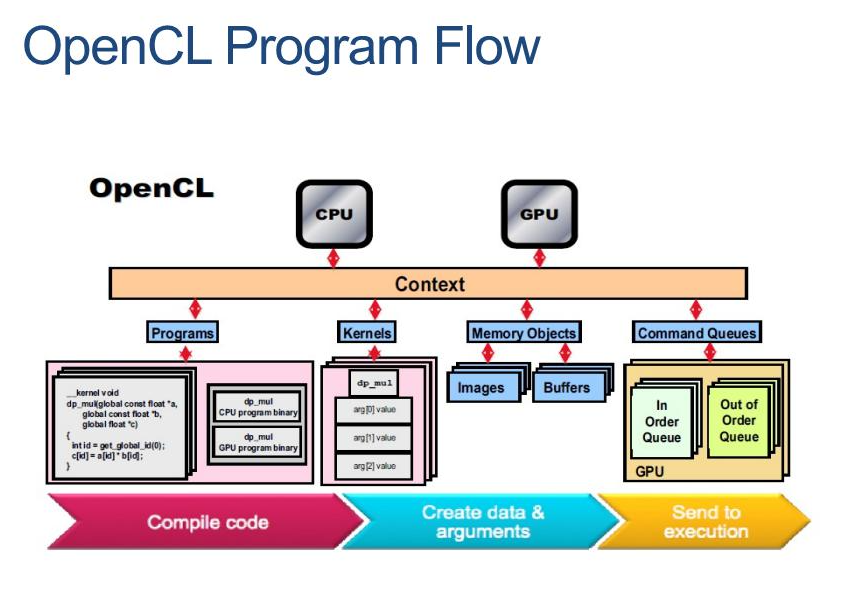 OpenCL Program Flow
OpenCL
CPU
GPU
Context
Programs
Kernels
Memory Objects
Command Queues
__kernel void
dp_mul(global const float *a,
global const float *b,
global float *c)
{
int id = get_global_id(0);
c[id] = a[id] * b[id];
}
dp_mul
CPU program binary
dp_mul
GPU program binary
dp_mul
arg[0] value
arg[1] value
arg[2] value
Images
Buffers
In
Order
Queue
Out of
Order
Queue
GPU
Compile code
Create data &
arguments
Send to
execution